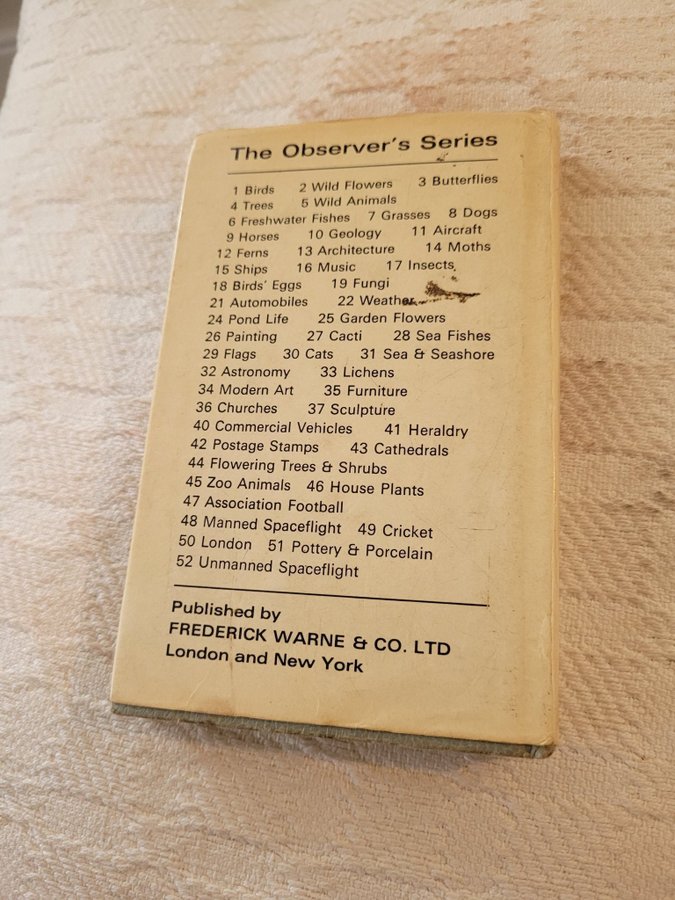 The Observer's Series
1 Birds 2 Wild Flowers 3 Butterflies
4 Trees 5 Wild Animals
6 Freshwater Fishes 7 Grasses 8 Dogs
9 Horses 10 Geology 11 Aircraft
12 Ferns 13 Architecture 14 Moths
15 Ships 16 Music 17 Insects
18 Birds' Eggs 19 Fungi
21 Automobiles 22 Weather
24 Pond Life 25 Garden Flowers
26 Painting 27 Cacti 28 Sea Fishes
29 Flags 30 Cats 31 Sea & Seashore
32 Astronomy 33 Lichens
34 Modern Art 35 Furniture
36 Churches 37 Sculpture
40 Commercial Vehicles 41 Heraldry
42 Postage Stamps 43 Cathedrals
44 Flowering Trees & Shrubs
45 Zoo Animals 46 House Plants
47 Association Football
48 Manned Spaceflight 49 Cricket
50 London 51 Pottery & Porcelain
52 Unmanned Spaceflight
Published by
FREDERICK WARNE & CO. LTD
London and New York